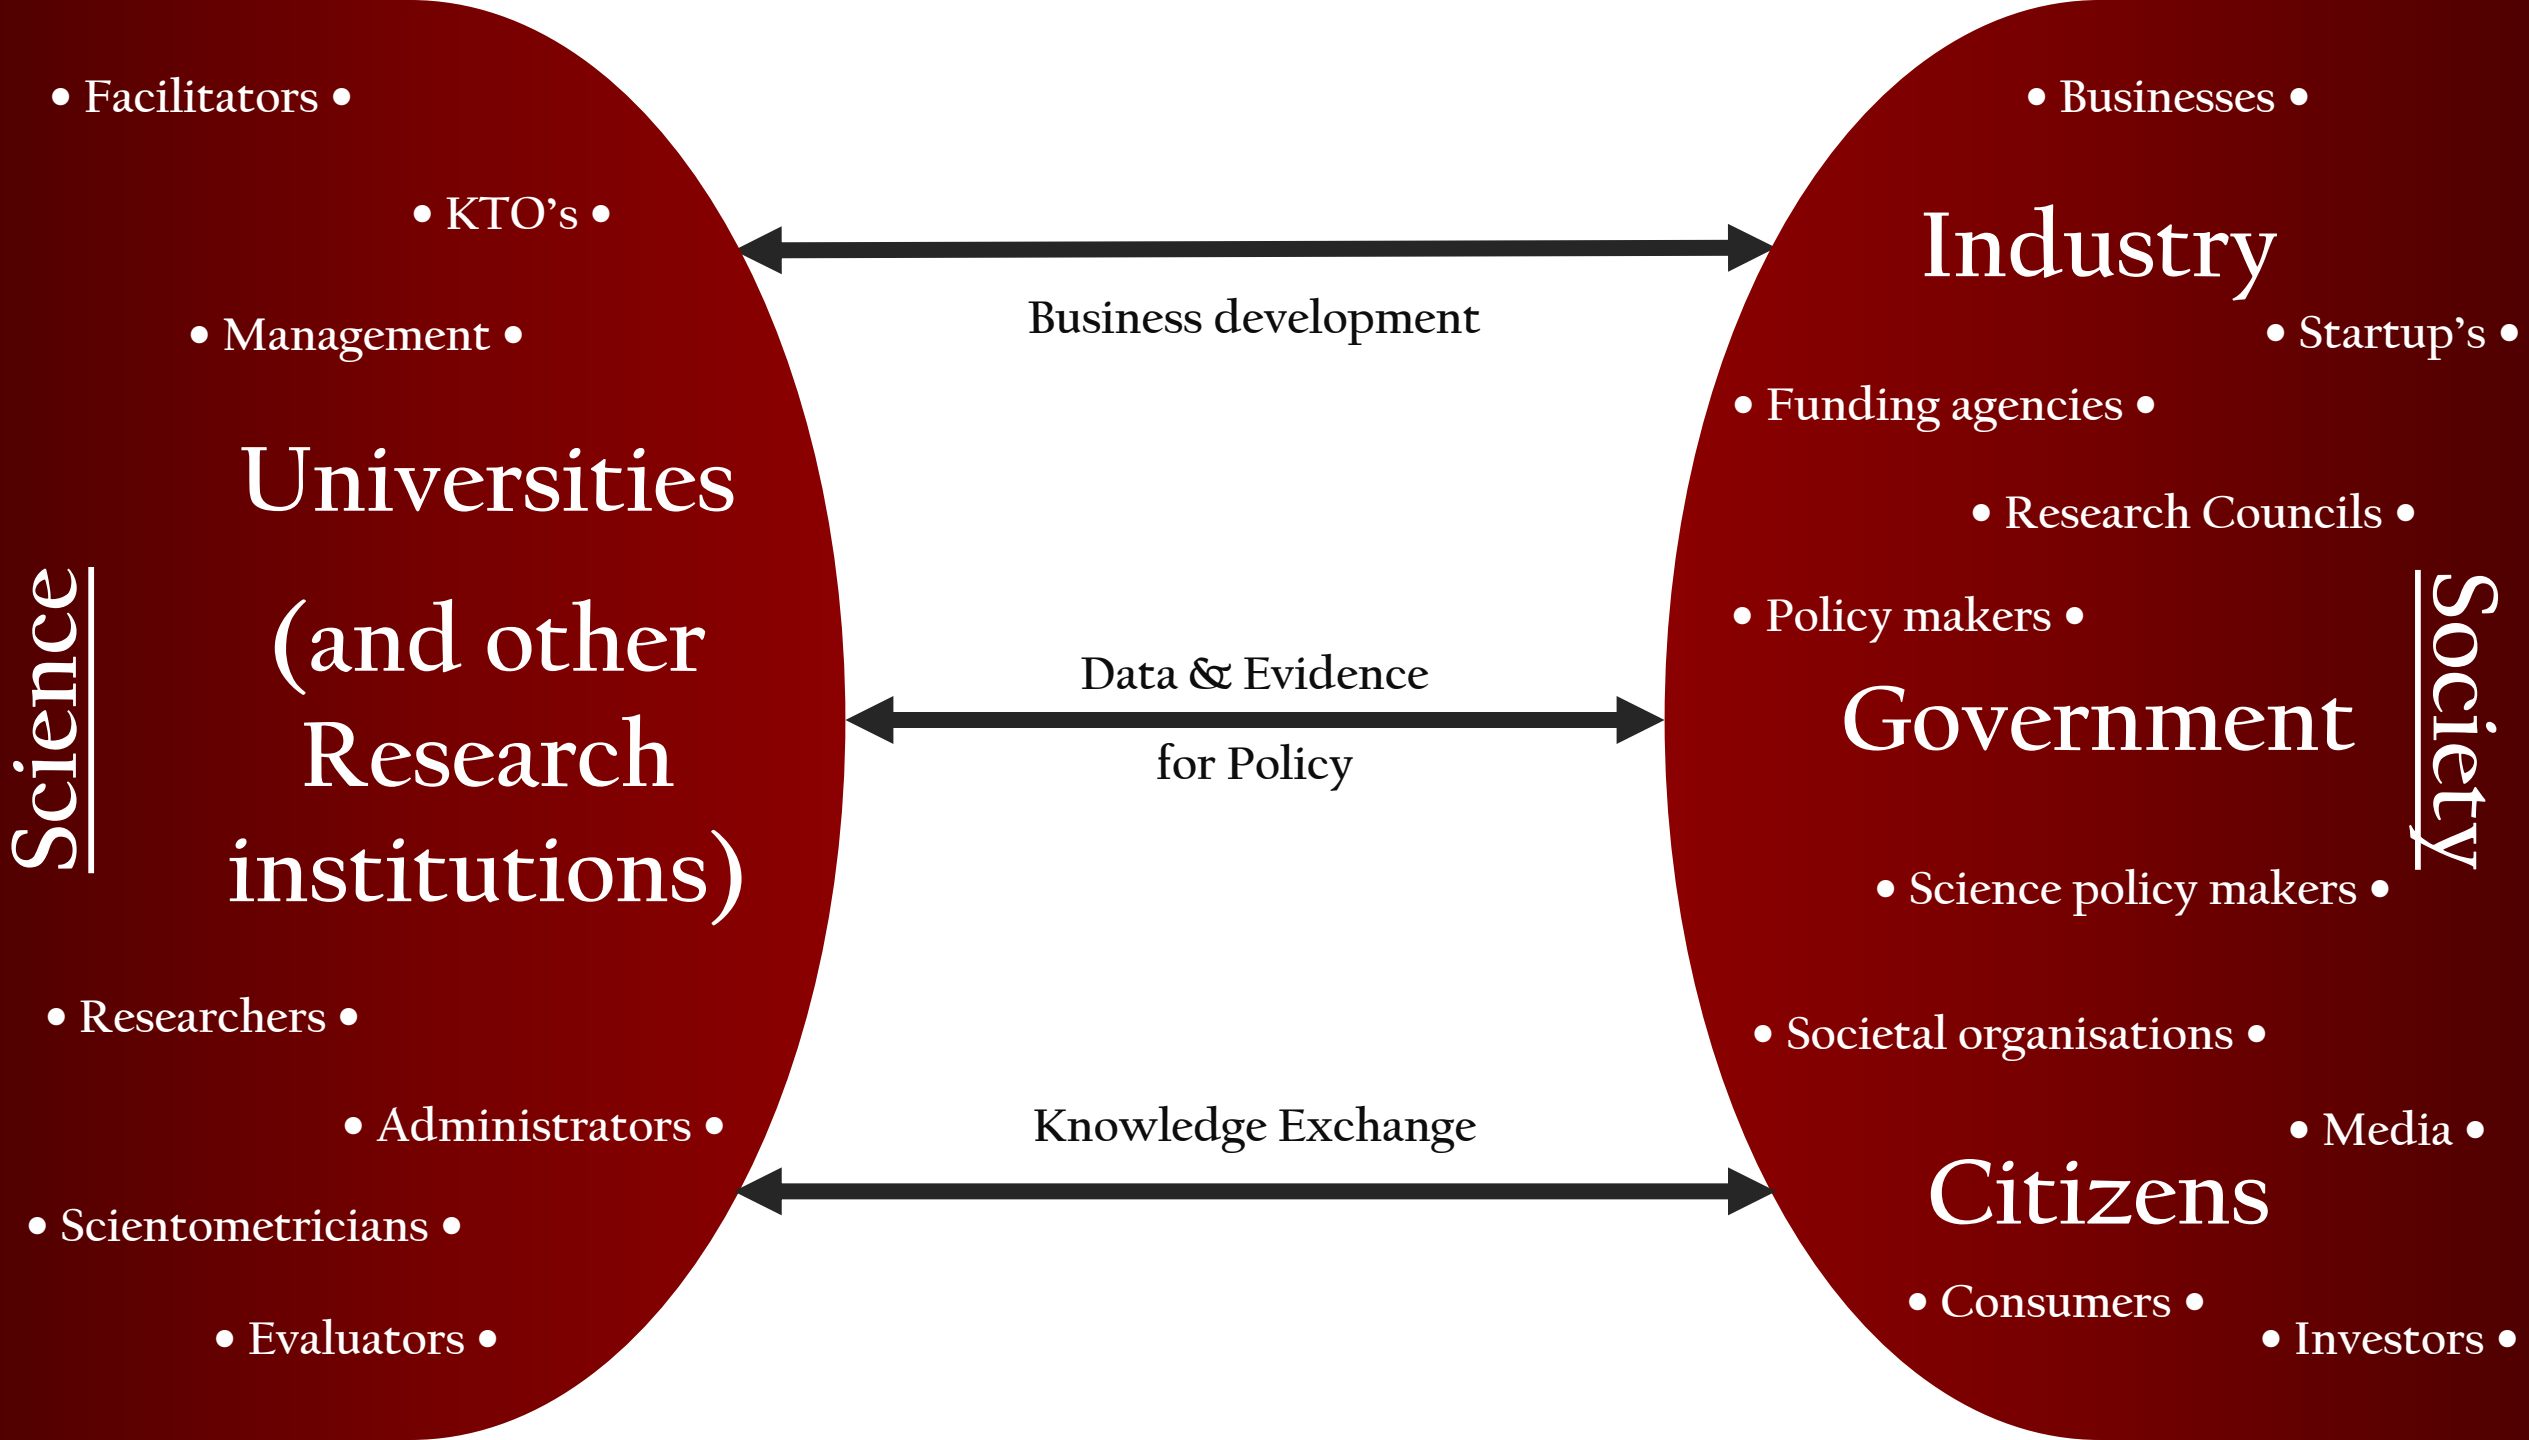 • Facilitators •
• KTO’s •
• Management •
Universities
(and other
Research
institutions)
Science
• Researchers •
• Administrators •
• Scientometricians •
• Evaluators •
Business development
Data & Evidence
for Policy
Knowledge Exchange
• Businesses •
Industry
• Startup’s •
• Funding agencies •
• Research Councils •
• Policy makers •
Government
Society
• Science policy makers •
• Societal organisations •
• Media •
Citizens
• Consumers •
• Investors •